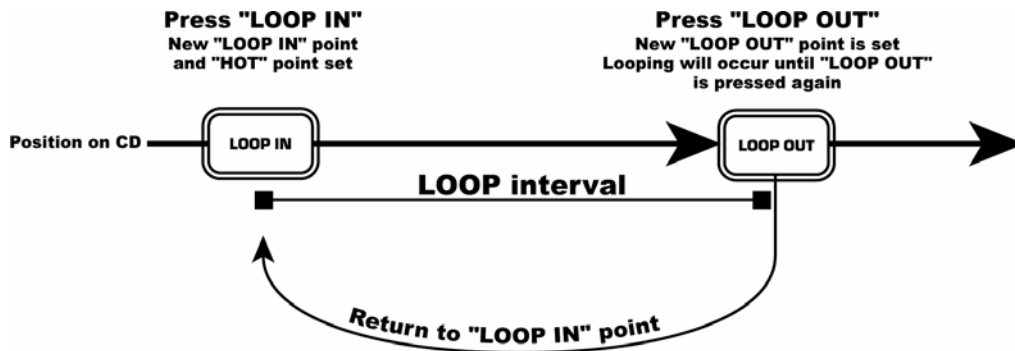 Press "LOOP IN"
New "LOOP IN" point
and "HOT" point set
Press "LOOP OUT"
New "LOOP OUT" point is set
Looping will occur until "LOOP OUT"
is pressed again
Position on CD
LOOP IN
LOOP OUT
LOOP interval
Return to "LOOP IN" point